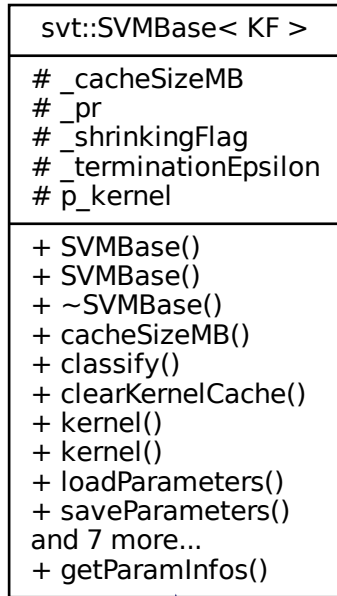 svt::SVMBase< KF >
# _cacheSizeMB
# _pr
# _shrinkingFlag
# _terminationEpsilon
# p_kernel
+ SVMBase()
+ SVMBase()
+ ~SVMBase()
+ cacheSizeMB()
+ classify()
+ clearKernelCache()
+ kernel()
+ kernel()
+ loadParameters()
+ saveParameters()
and 7 more...
+ getParamInfos()